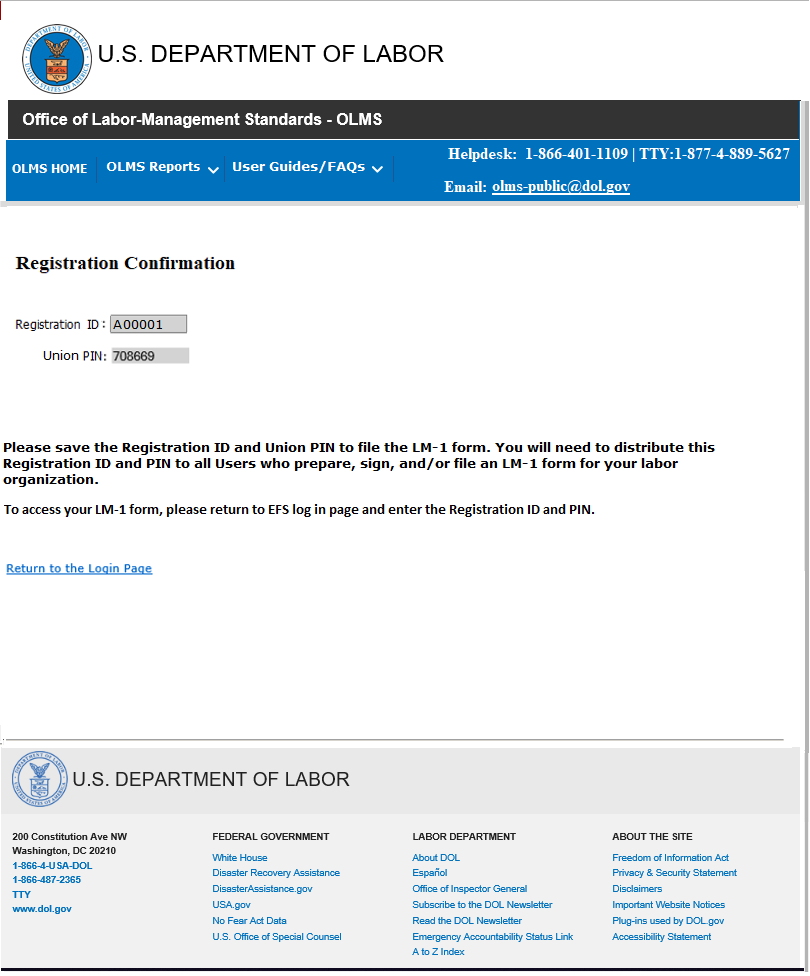 U.S. DEPARTMENT OF LABOR
Office of Labor-Management Standards - OLMS
OLMS HOME
OLMS Reports
User Guides/FAQs
Helpdesk: 1-866-401-1109 | TTY:1-877-4-889-5627
Email: olms-public@dol.gov
Registration Confirmation
Registration ID: A00001
Union PIN: 708669
Please save the Registration ID and Union PIN to file the LM-1 form. You will need to distribute this
Registration ID and PIN to all Users who prepare, sign, and/or file an LM-1 form for your labor
organization.
To access your LM-1 form, please return to EFS log in page and enter the Registration ID and PIN.
Return to the Login Page
U.S. DEPARTMENT OF LABOR
200 Constitution Ave NW
Washington, DC 20210
1-866-4-USA-DOL
1-866-487-2365
TTY
www.dol.gov
FEDERAL GOVERNMENT
White House
Disaster Recovery Assistance
DisasterAssistance.gov
USA.gov
No Fear Act Data
U.S. Office of Special Counsel
LABOR DEPARTMENT
About DOL
Español
Office of Inspector General
Subscribe to the DOL Newsletter
Read the DOL Newsletter
Emergency Accountability Status Link
A to Z Index
ABOUT THE SITE
Freedom of Information Act
Privacy & Security Statement
Disclaimers
Important Website Notices
Plug-ins used by DOL.gov
Accessibility Statement